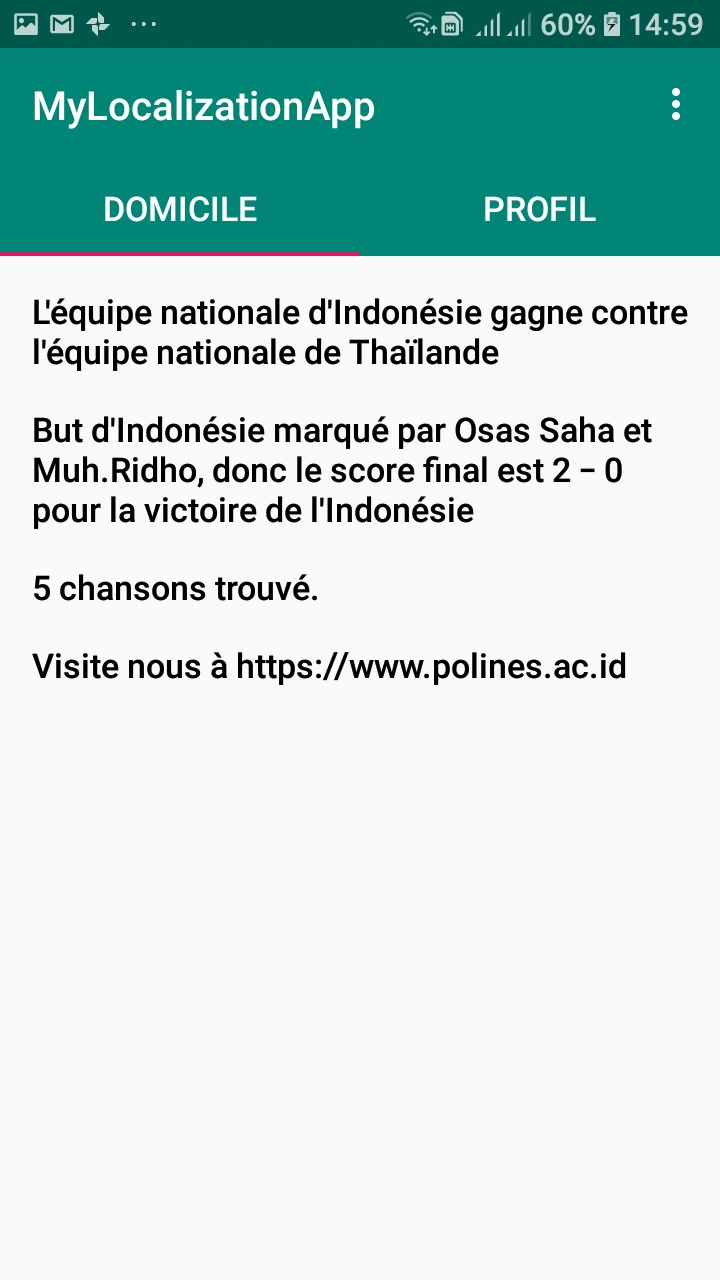 60% 14:59
MyLocalizationApp
DOMICILE PROFIL
L'équipe nationale d'Indonésie gagne contre
l'équipe nationale de Thaïlande
But d'Indonésie marqué par Osas Saha et
Muh.Ridho, donc le score final est 2 – 0
pour la victoire de l'Indonésie
5 chansons trouvé.
Visite nous à https://www.polines.ac.id